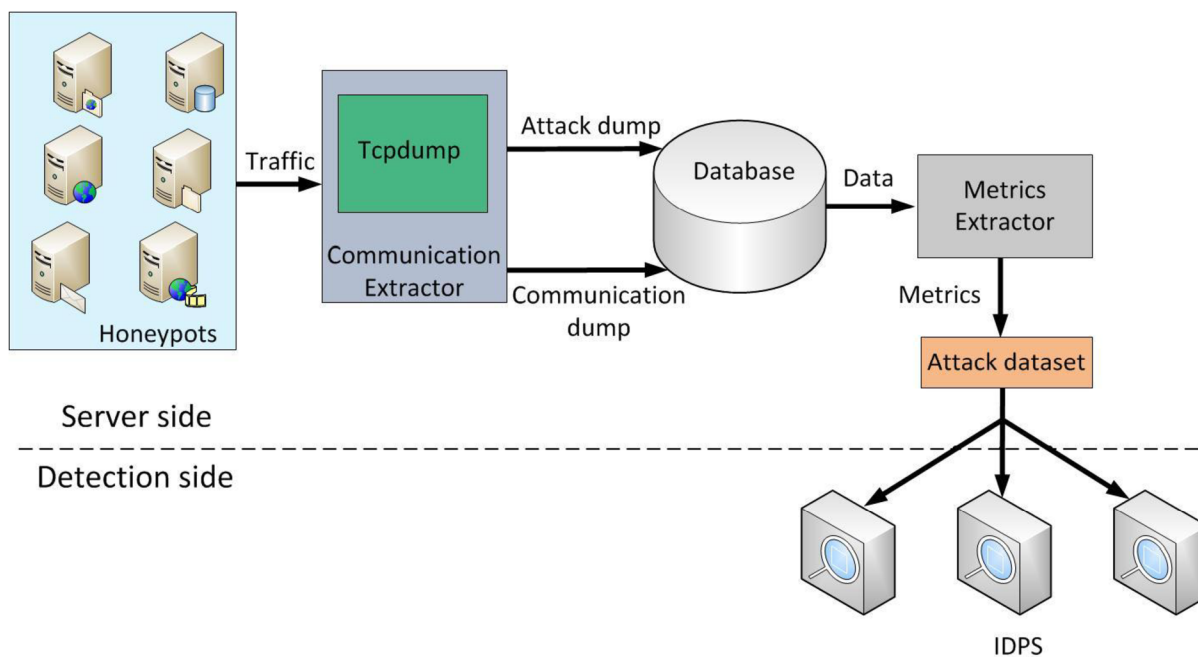 Honeypots
Traffic
Tcpdump
Communication
Extractor
Attack dump
Communication
dump
Database
Data
Metrics
Extractor
Metrics
Attack dataset
Server side
Detection side
IDPS